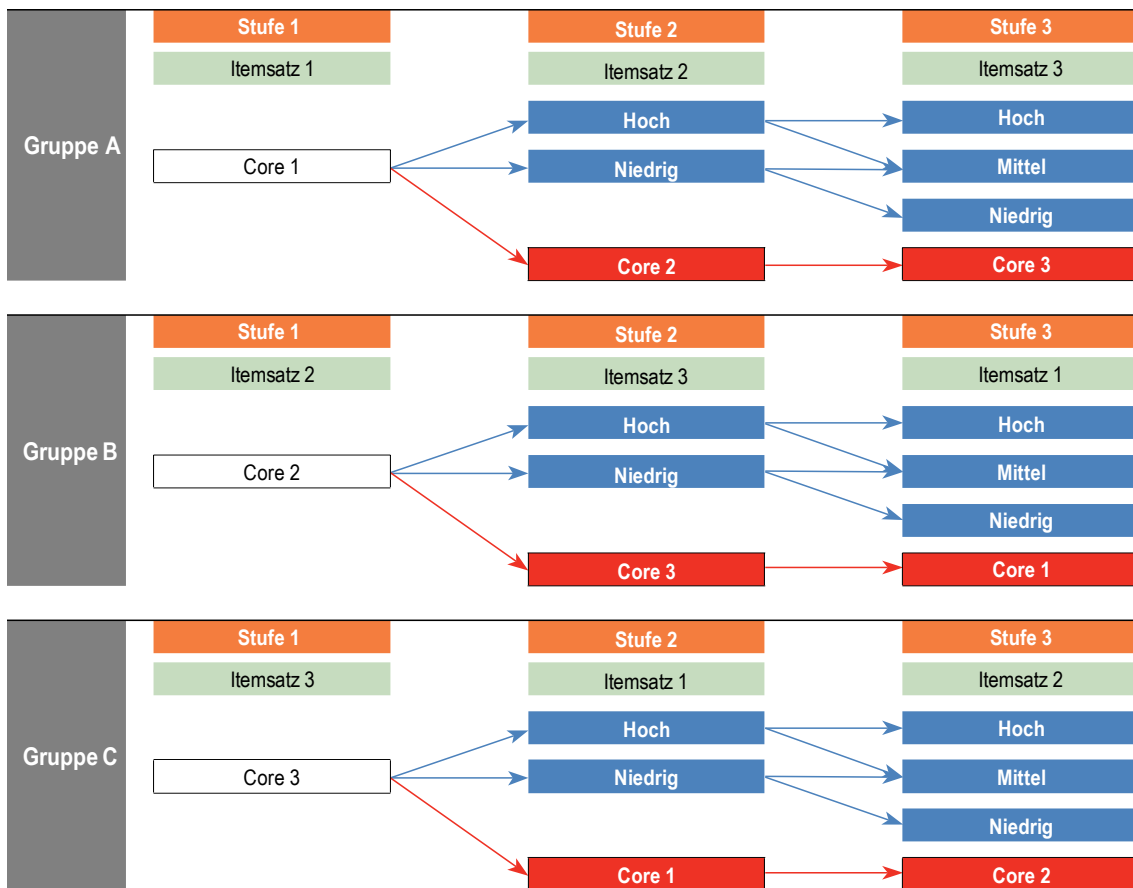 Gruppe A
Stufe 1
Stufe 2
Stufe 3
Itemsatz 1
Itemsatz 2
Itemsatz 3
Hoch
Hoch
Core 1
Niedrig
Mittel
Niedrig
Core 2
Core 3
Gruppe B
Stufe 1
Stufe 2
Stufe 3
Itemsatz 2
Itemsatz 3
Itemsatz 1
Hoch
Hoch
Core 2
Niedrig
Mittel
Niedrig
Core 3
Core 1
Gruppe C
Stufe 1
Stufe 2
Stufe 3
Itemsatz 3
Itemsatz 1
Itemsatz 2
Hoch
Hoch
Core 3
Niedrig
Mittel
Niedrig
Core 1
Core 2